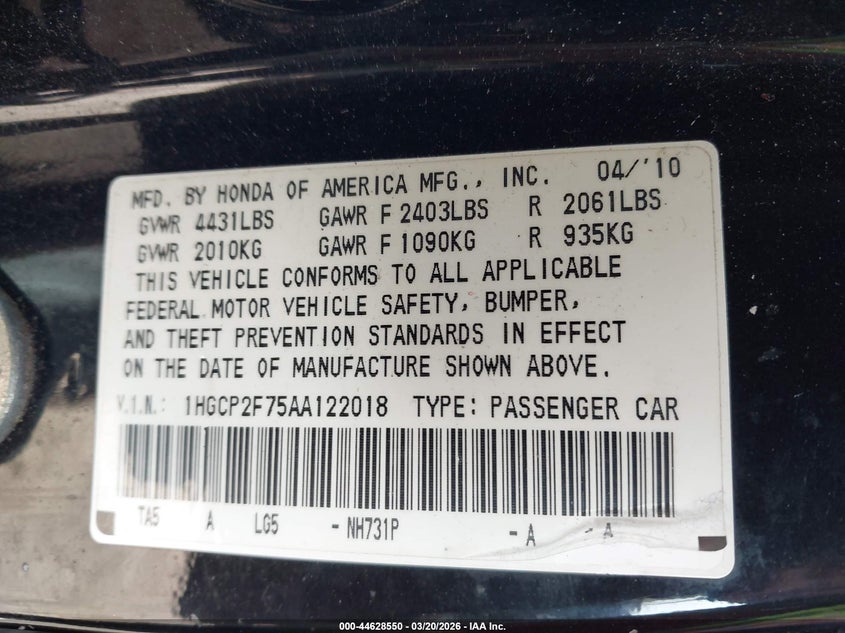 MFD. BY HONDA OF AMERICA MFG., INC. 04/'10
GVWR 4431LBS GAWR F 2403LBS R 2061LBS
GVWR 2010KG GAWR F 1090KG R 935KG
THIS VEHICLE CONFORMS TO ALL APPLICABLE
FEDERAL MOTOR VEHICLE SAFETY, BUMPER,
AND THEFT PREVENTION STANDARDS IN EFFECT
ON THE DATE OF MANUFACTURE SHOWN ABOVE.
V.I.N.: 1HGCP2F75AA122018 TYPE: PASSENGER CAR
TA5 A LG5 - NH731P - A - A
000-44628550 - 03/20/2026 - IAA Inc.